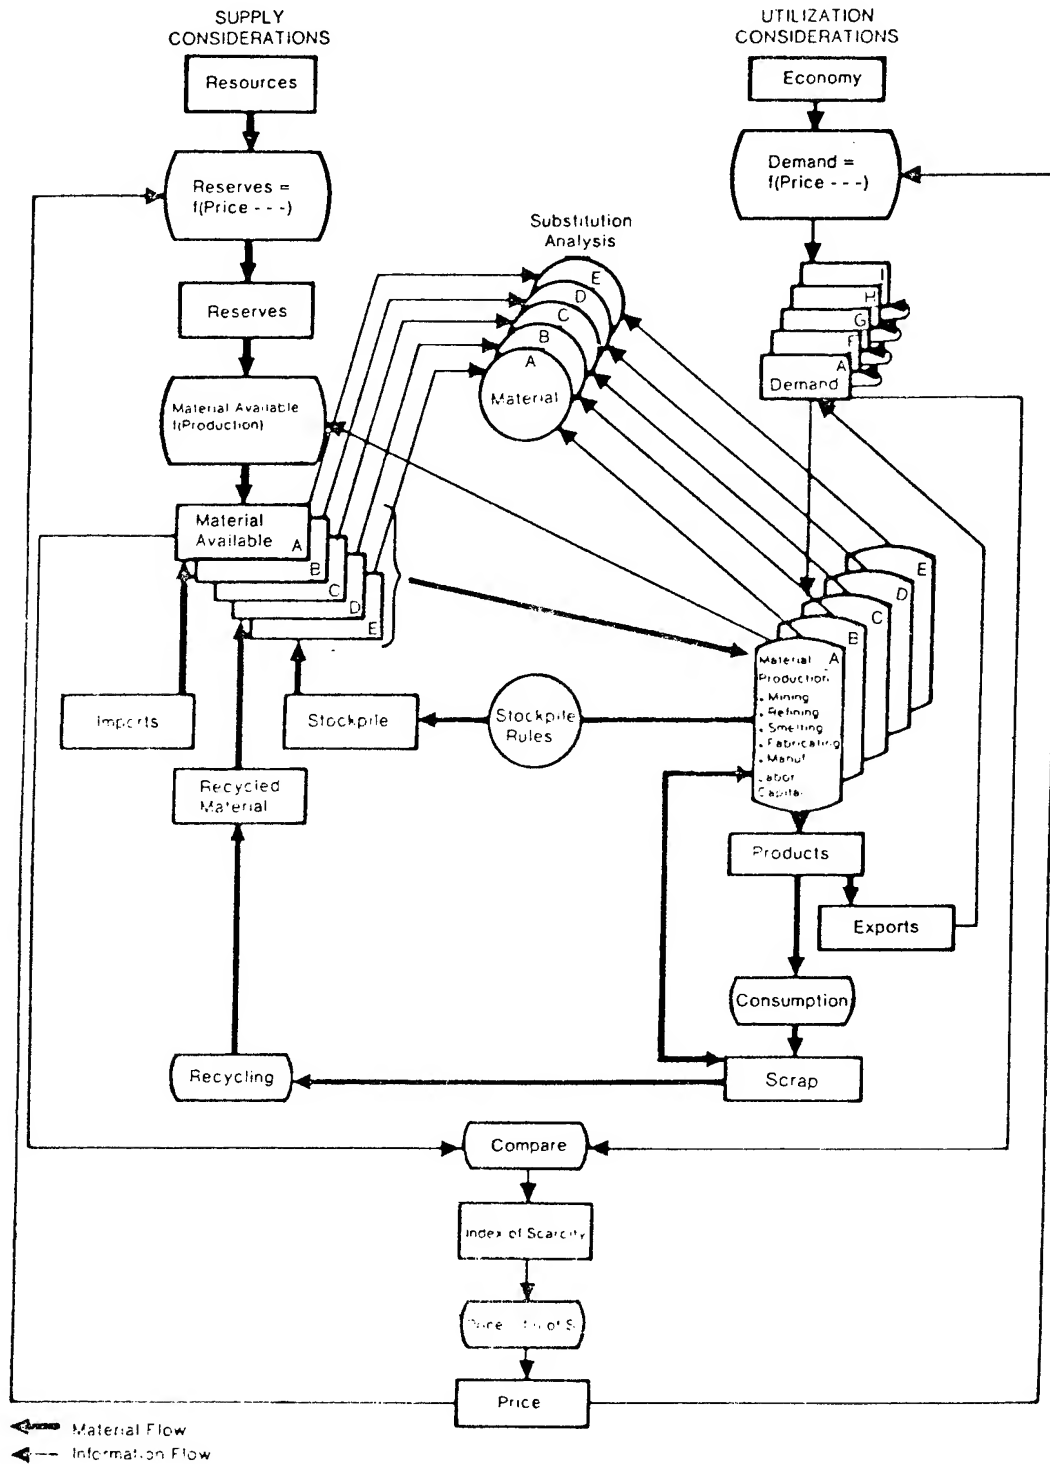 SUPPLY
CONSIDERATIONS
UTILIZATION
CONSIDERATIONS
Resources
Economy
Reserves =
f(Price - - -)
Demand =
f(Price - - -)
Substitution
Analysis
Reserves
E
D
C
B
A
Material
I
H
G
F
A
Demand
Material Available
f(Production)
Material
Available
A
B
C
D
E
E
D
C
B
A
Material
Production
• Mining
• Refining
• Smelting
• Fabricating
• Manuf
Labor
Capital
Imports
Stockpile
Stockpile
Rules
Recycled
Material
Products
Exports
Consumption
Recycling
Scrap
Compare
Index of Scarcity
Price of S
Price
Material Flow
Information Flow